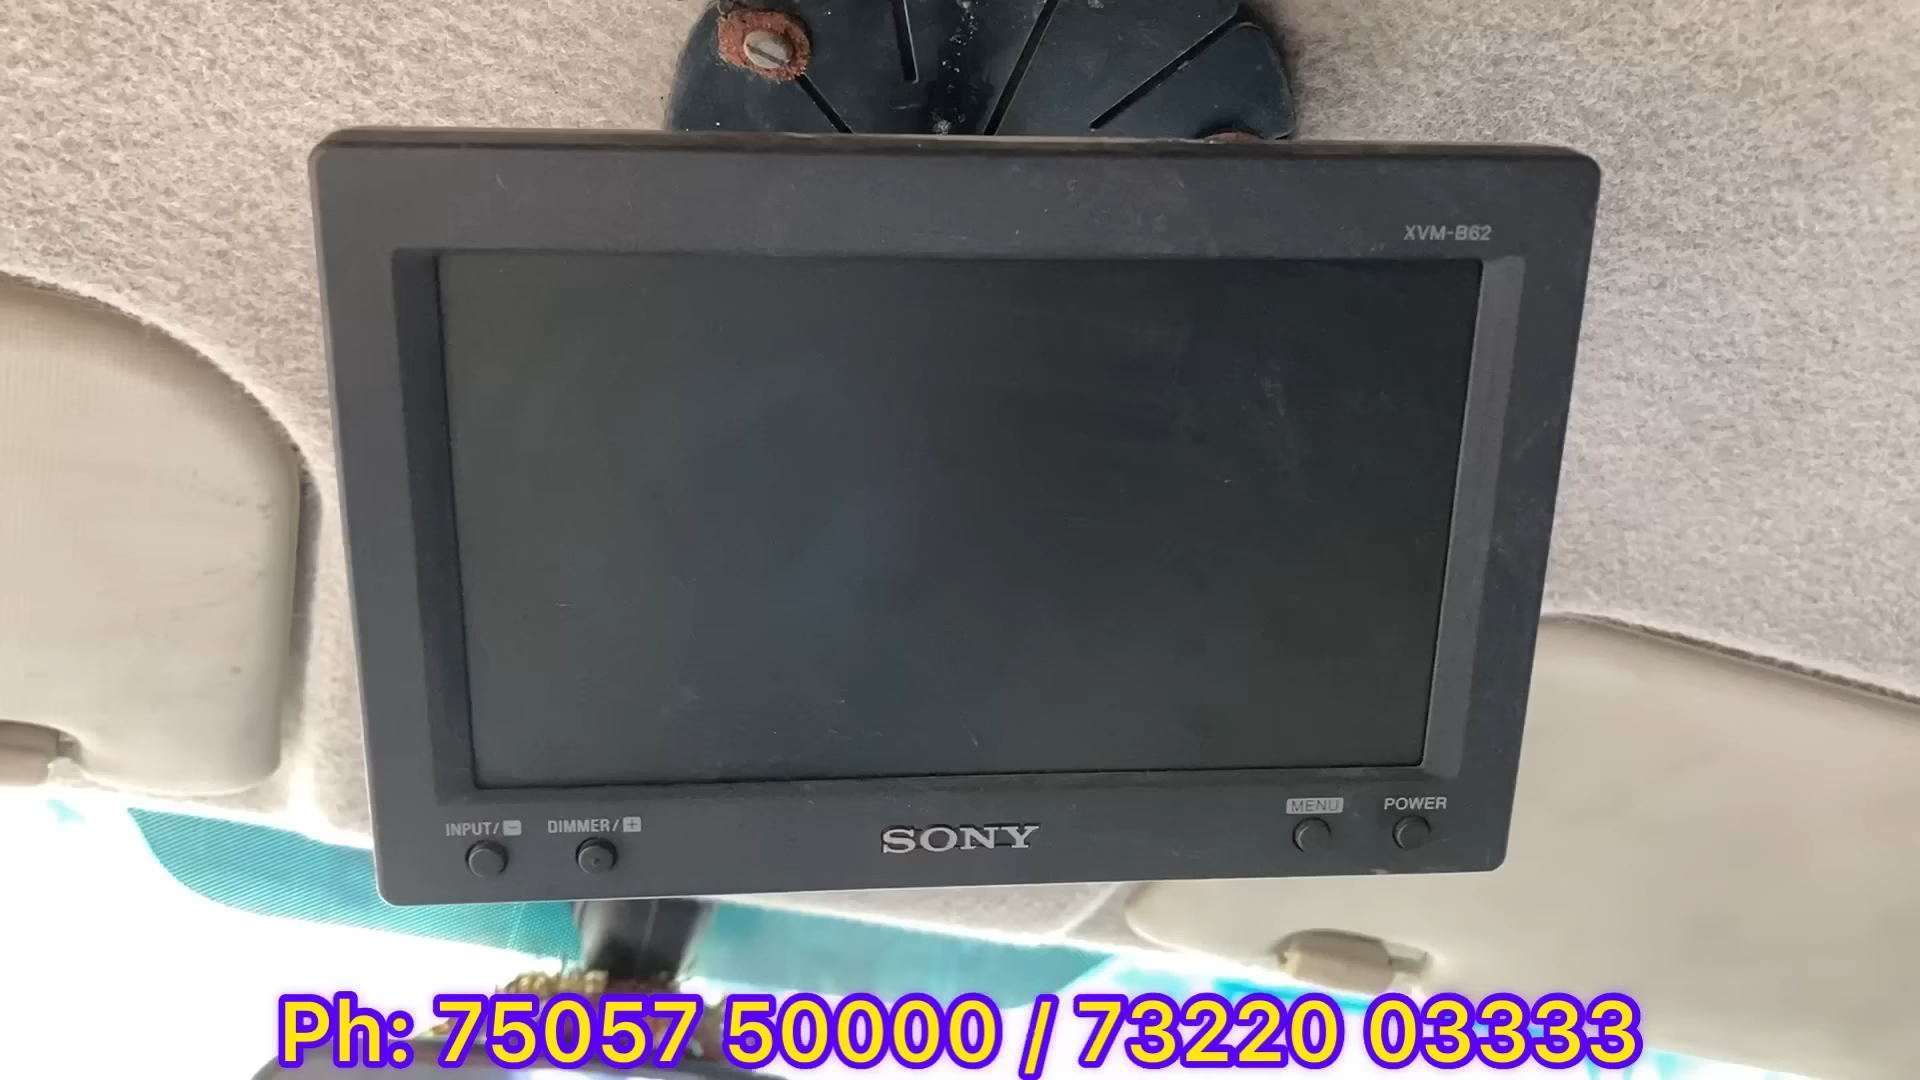 XVM-B62
INPUT/-
DIMMER/+
SONY
MENU
POWER
Ph: 75057 50000 / 73220 03333